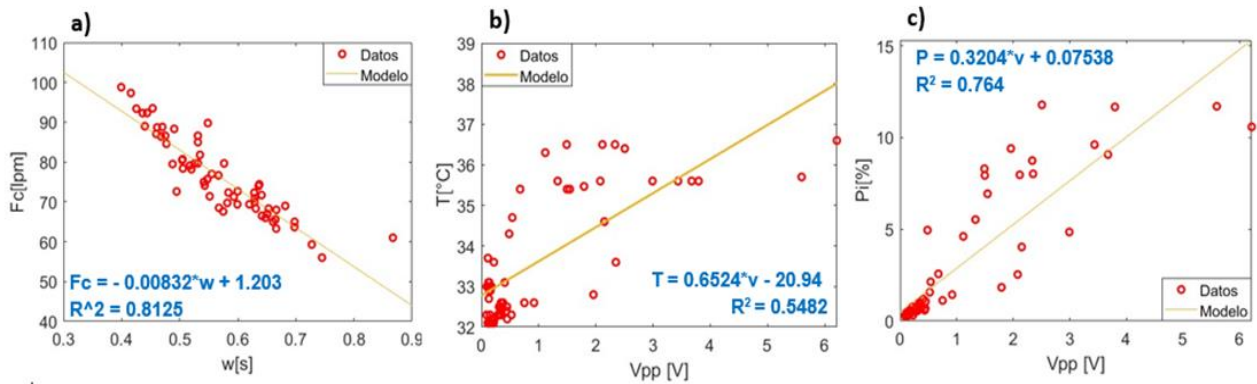 a)
110
100
90
80
70
60
50
40
Fc[lpm]
Datos
Modelo
Fc = - 0.00832*w + 1.203
R^2 = 0.8125
0.3 0.4 0.5 0.6 0.7 0.8 0.9
w[s]
b)
39
38
37
36
35
34
33
32
T[°C]
Datos
Modelo
T = 0.6524*v - 20.94
R² = 0.5482
0 1 2 3 4 5 6
Vpp [V]
c)
15
10
5
0
Pi[%]
P = 0.3204*v + 0.07538
R² = 0.764
Datos
Modelo
0 1 2 3 4 5 6
Vpp [V]